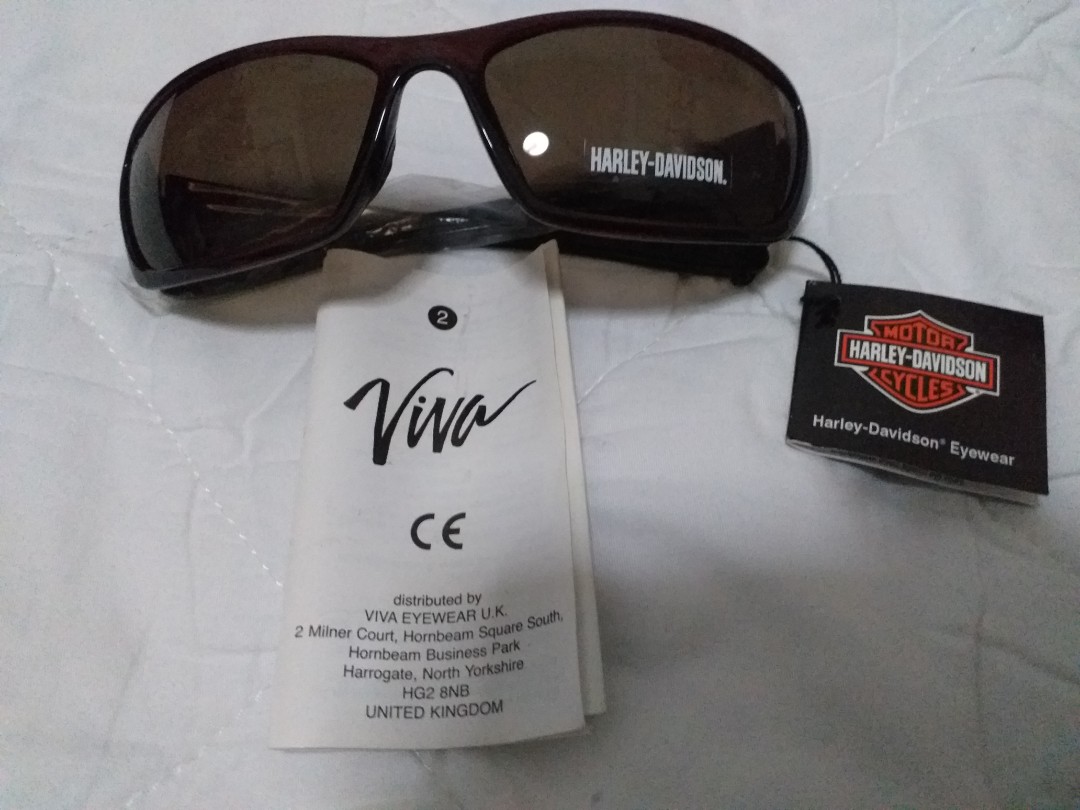 HARLEY-DAVIDSON.
2
Viva
CE
distributed by
VIVA EYEWEAR U.K.
2 Milner Court, Hornbeam Square South,
Hornbeam Business Park
Harrogate, North Yorkshire
HG2 8NB
UNITED KINGDOM
MOTOR
HARLEY-DAVIDSON
CYCLES
Harley-Davidson® Eyewear